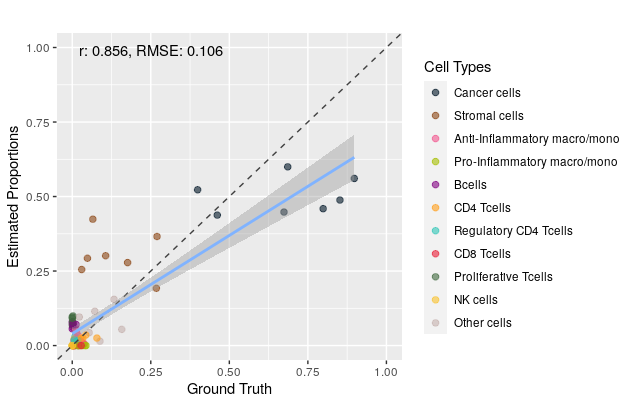 r: 0.856, RMSE: 0.106
1.00
0.75
0.50
0.25
0.00
Estimated Proportions
0.00 0.25 0.50 0.75 1.00
Ground Truth
Cell Types
Cancer cells
Stromal cells
Anti-Inflammatory macro/mono
Pro-Inflammatory macro/mono
Bcells
CD4 Tcells
Regulatory CD4 Tcells
CD8 Tcells
Proliferative Tcells
NK cells
Other cells